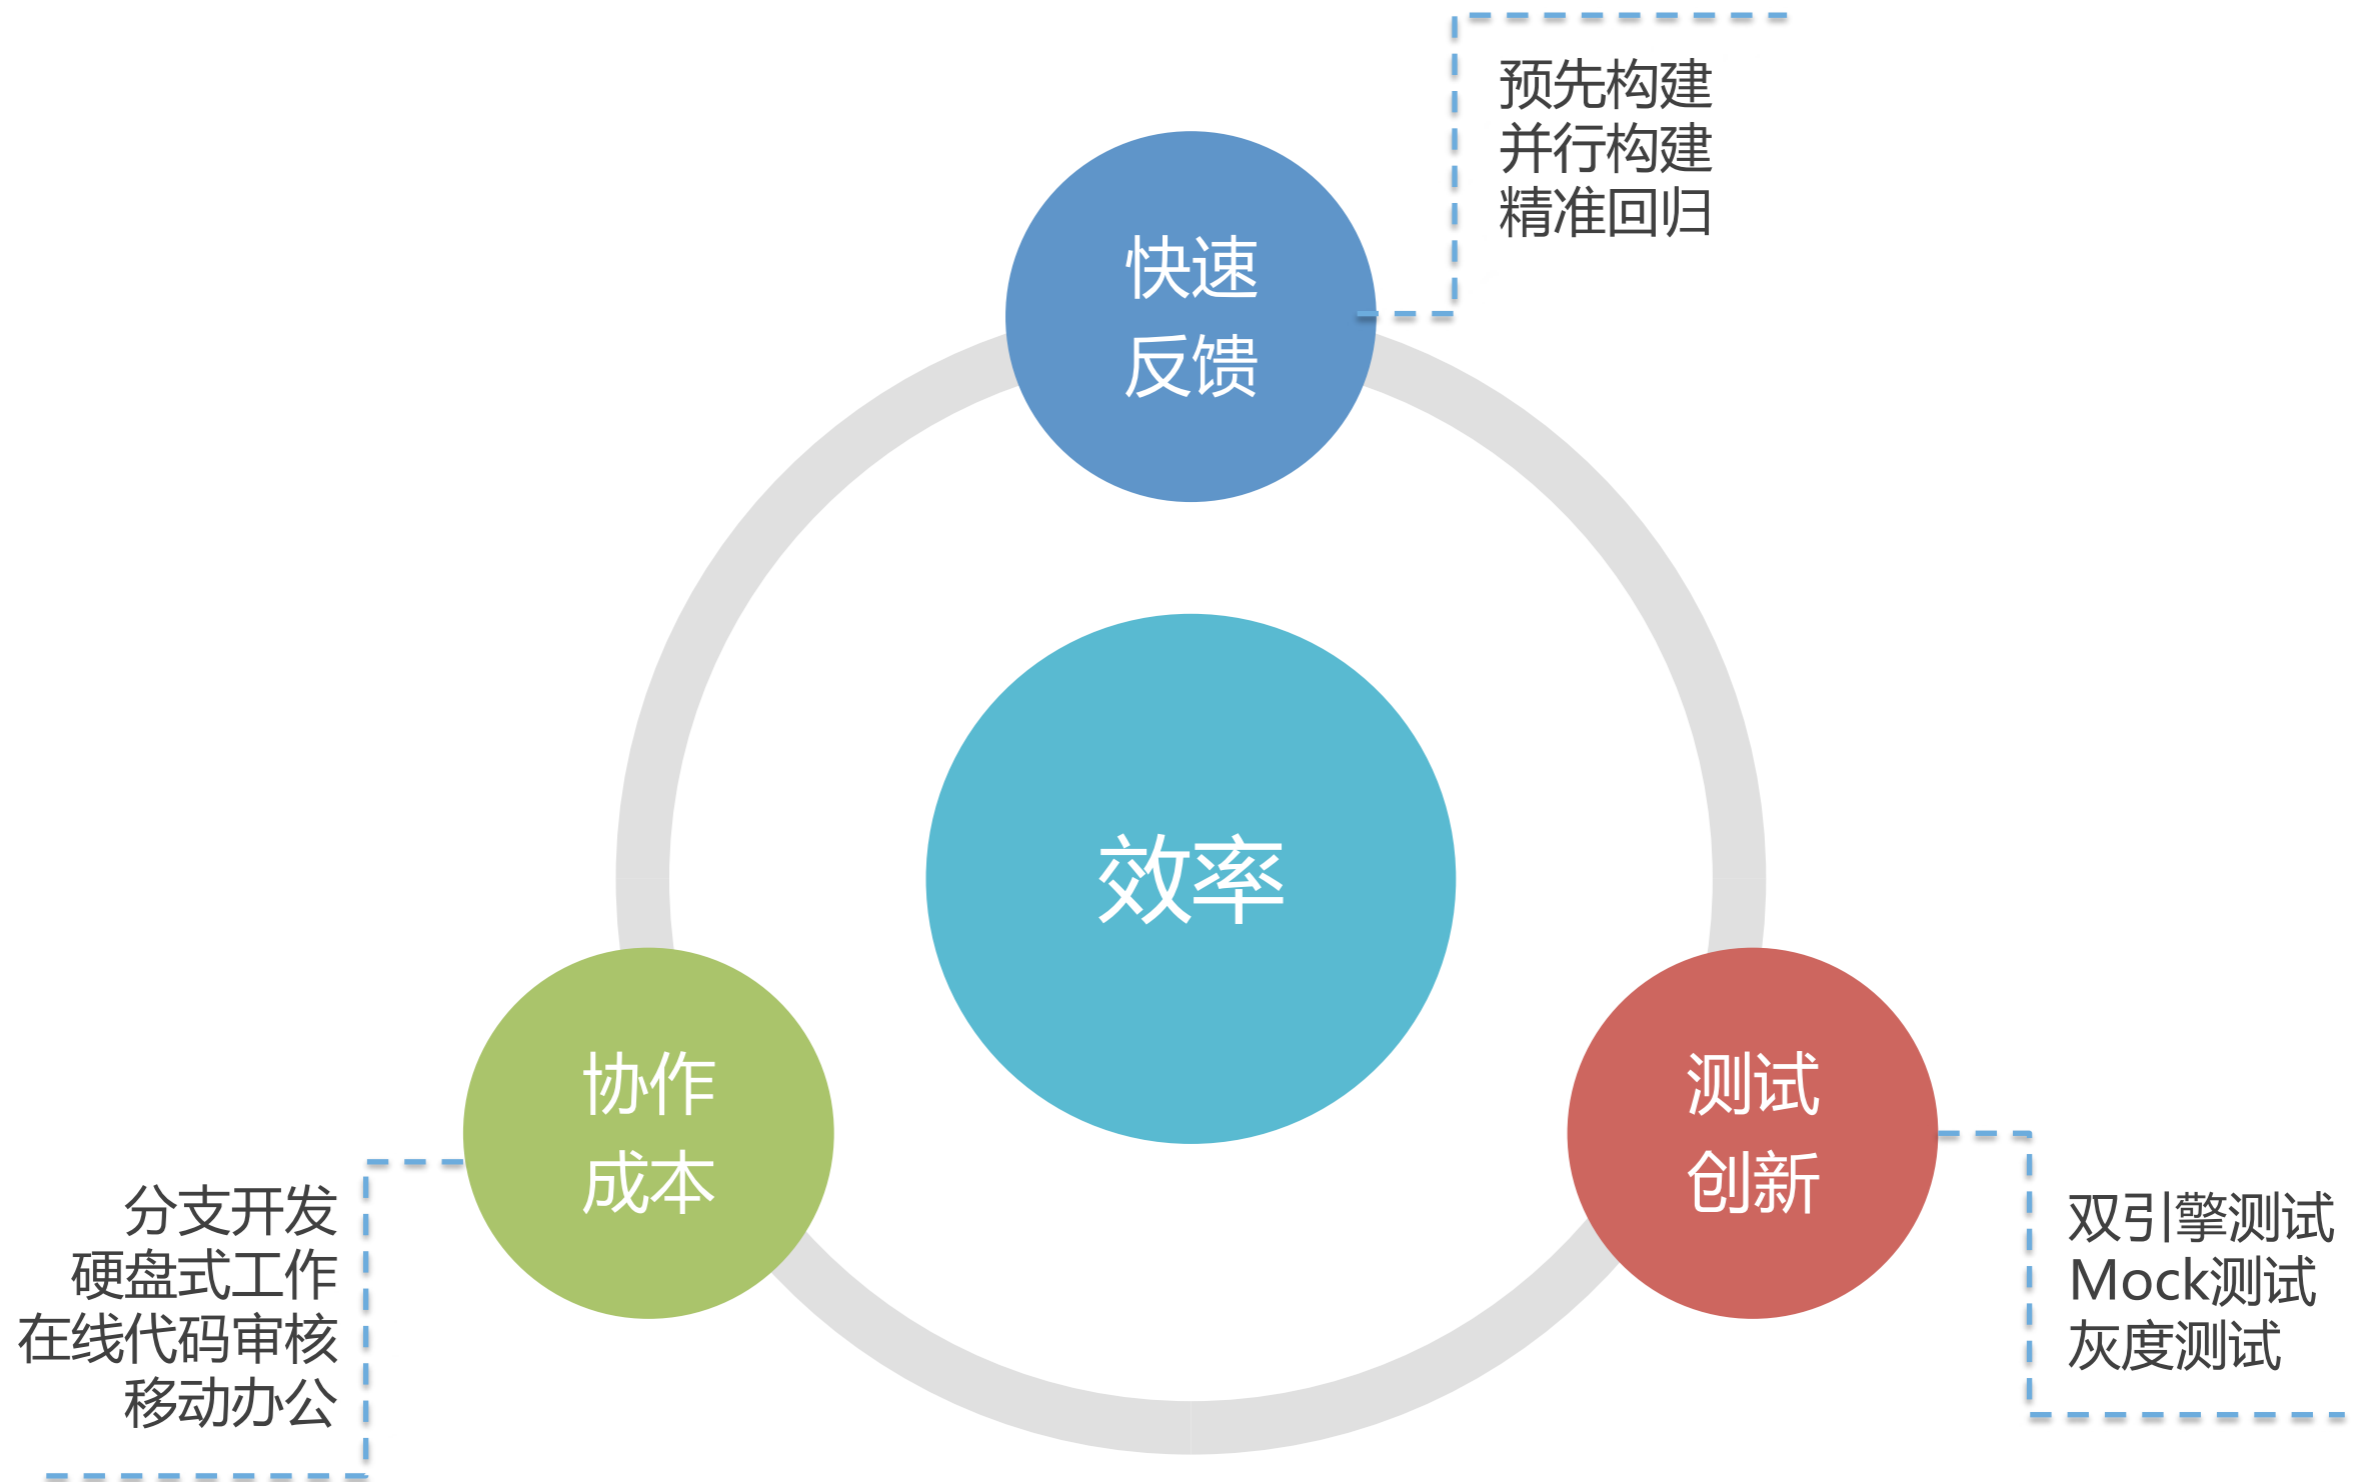 预先构建
并行构建
精准回归
快速
反馈
效率
协作
成本
测试
创新
分支开发
硬盘式工作
在线代码审核
移动办公
双引擎测试
Mock测试
灰度测试